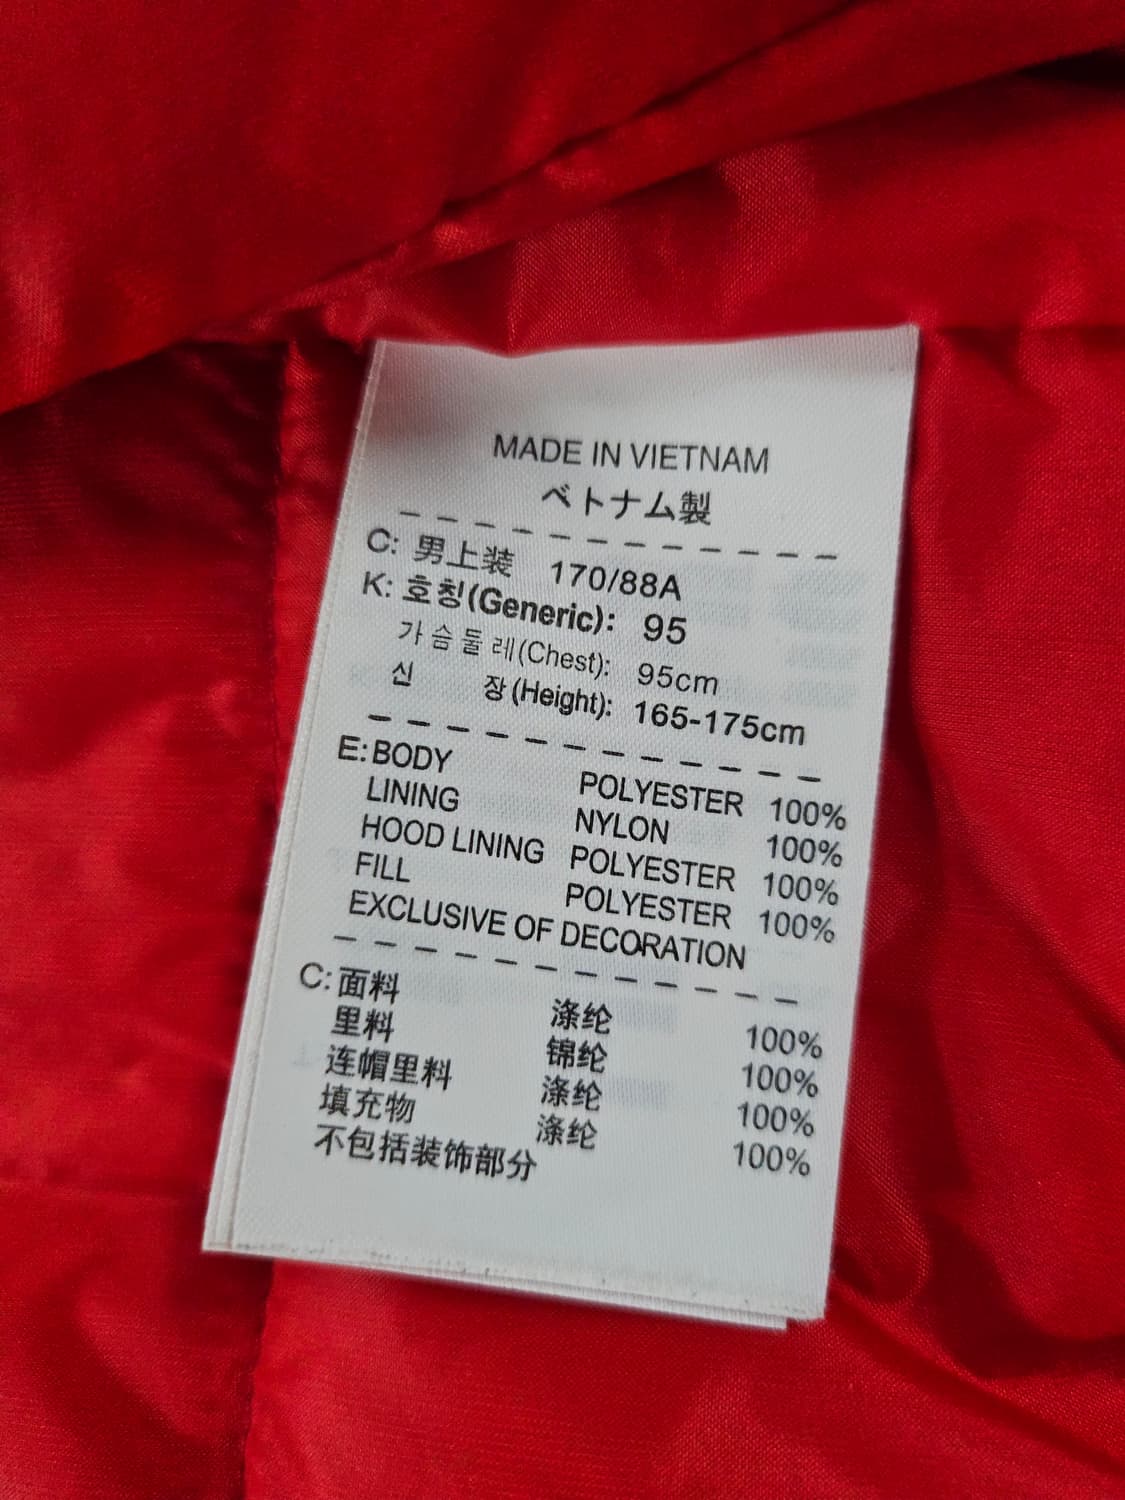 MADE IN VIETNAM
ベトナム製
C: 男上装 170/88A
K: 호칭(Generic): 95
가슴둘레(Chest): 95cm
신 장(Height): 165-175cm
E: BODY POLYESTER 100%
LINING NYLON 100%
HOOD LINING POLYESTER 100%
FILL POLYESTER 100%
EXCLUSIVE OF DECORATION
C: 面料 涤纶 100%
里料 锦纶 100%
连帽里料 涤纶 100%
填充物 涤纶 100%
不包括装饰部分